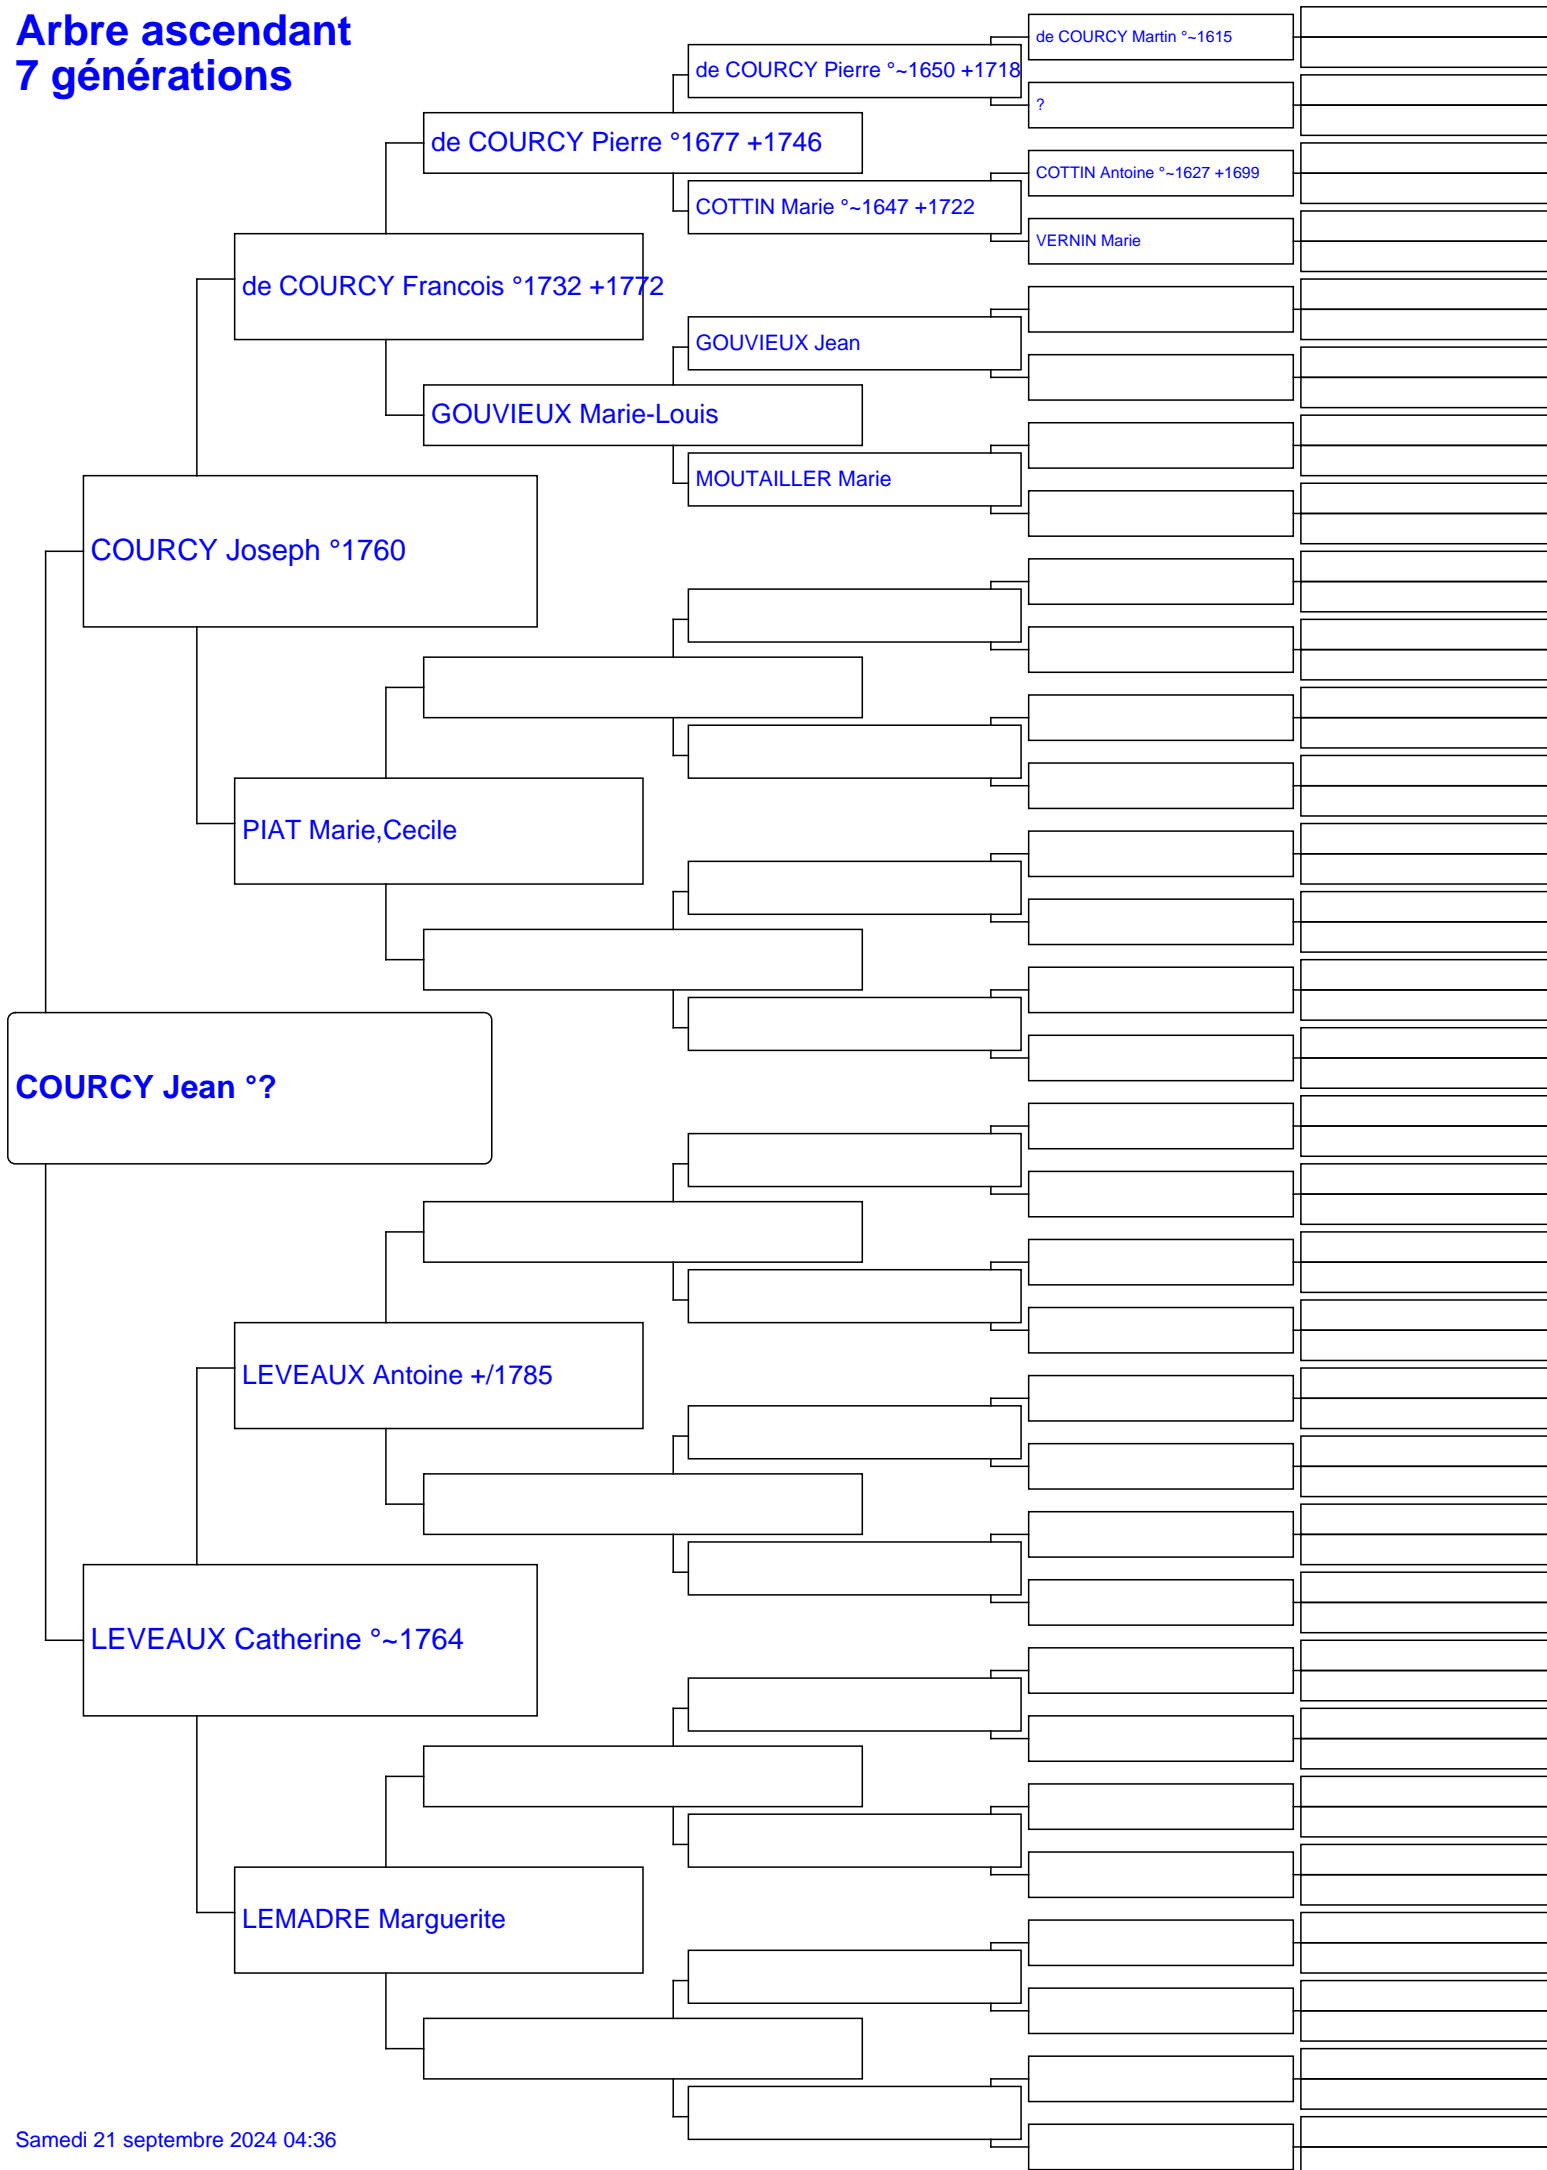 Arbre ascendant
7 générations
de COURCY Martin °~1615
de COURCY Pierre °~1650 +1718
?
de COURCY Pierre °1677 +1746
COTTIN Antoine °~1627 +1699
COTTIN Marie °~1647 +1722
VERNIN Marie
de COURCY Francois °1732 +1772
GOUVIEUX Jean
GOUVIEUX Marie-Louis
MOUTAILLER Marie
COURCY Joseph °1760
PIAT Marie,Cecile
COURCY Jean °?
LEVEAUX Antoine +/1785
LEVEAUX Catherine °~1764
LEMADRE Marguerite
Samedi 21 septembre 2024 04:36